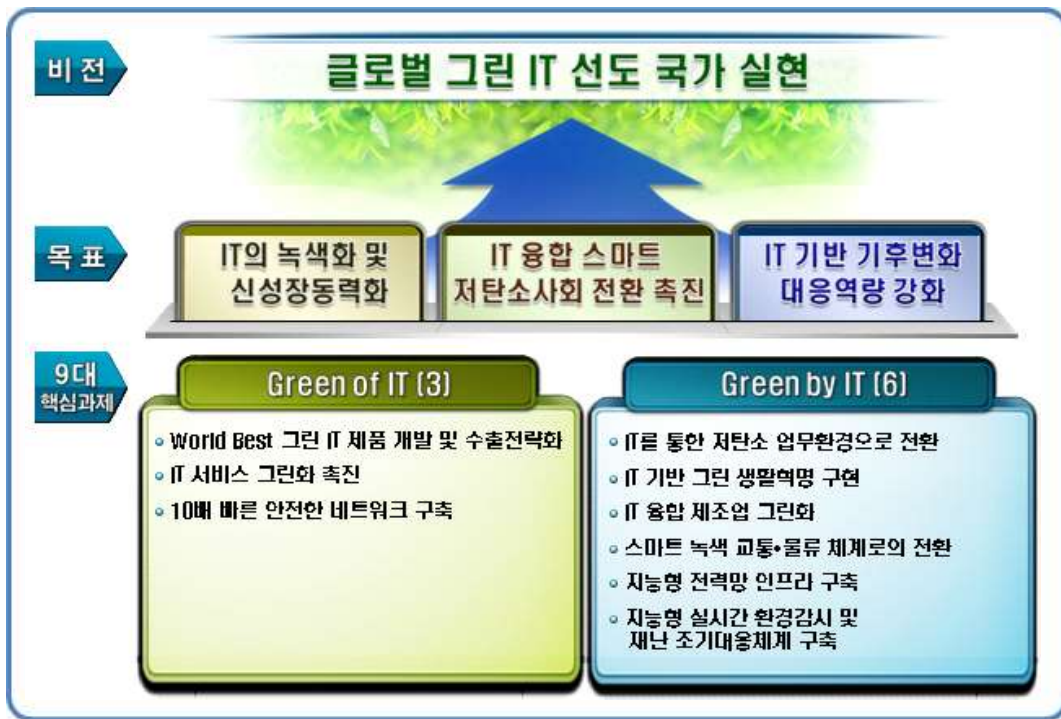 비 전
글로벌 그린 IT 선도 국가 실현
목 표
IT의 녹색화 및
신성장동력화
IT 융합 스마트
저탄소사회 전환 촉진
IT 기반 기후변화
대응역량 강화
9대
핵심과제
Green of IT (3)
• World Best 그린 IT 제품 개발 및 수출전략화
• IT 서비스 그린화 촉진
• 10배 빠른 안전한 네트워크 구축
Green by IT (6)
• IT를 통한 저탄소 업무환경으로 전환
• IT 기반 그린 생활혁명 구현
• IT 융합 제조업 그린화
• 스마트 녹색 교통•물류 체계로의 전환
• 지능형 전력망 인프라 구축
• 지능형 실시간 환경감시 및
재난 조기대응체계 구축